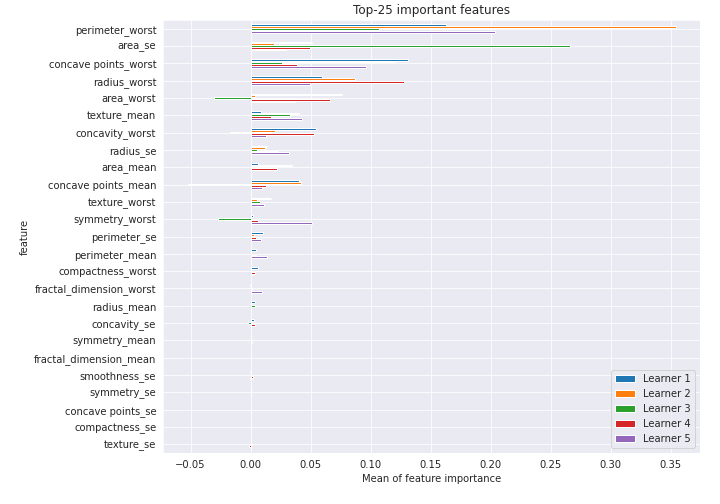 Top-25 important features
perimeter_worst
area_se
concave points_worst
radius_worst
area_worst
texture_mean
concavity_worst
radius_se
area_mean
concave points_mean
texture_worst
symmetry_worst
perimeter_se
perimeter_mean
compactness_worst
fractal_dimension_worst
radius_mean
concavity_se
symmetry_mean
fractal_dimension_mean
smoothness_se
symmetry_se
concave points_se
compactness_se
texture_se
feature
Learner 1
Learner 2
Learner 3
Learner 4
Learner 5
−0.05 0.00 0.05 0.10 0.15 0.20 0.25 0.30 0.35
Mean of feature importance